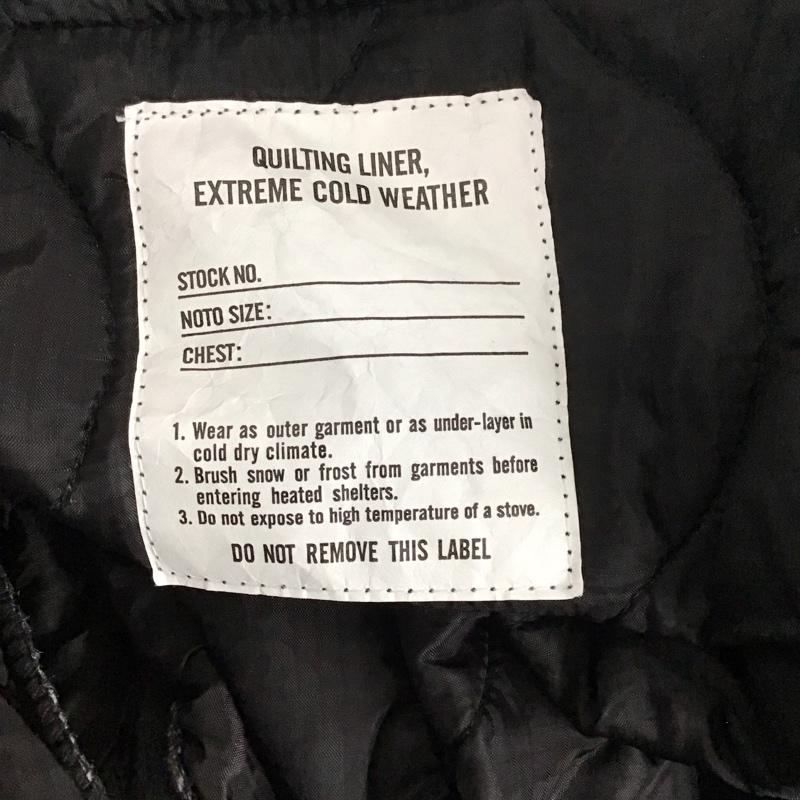 QUILTING LINER,
EXTREME COLD WEATHER
STOCK NO.
NOTO SIZE:
CHEST:
1. Wear as outer garment or as under-layer in
cold dry climate.
2. Brush snow or frost from garments before
entering heated shelters.
3. Do not expose to high temperature of a stove.
DO NOT REMOVE THIS LABEL